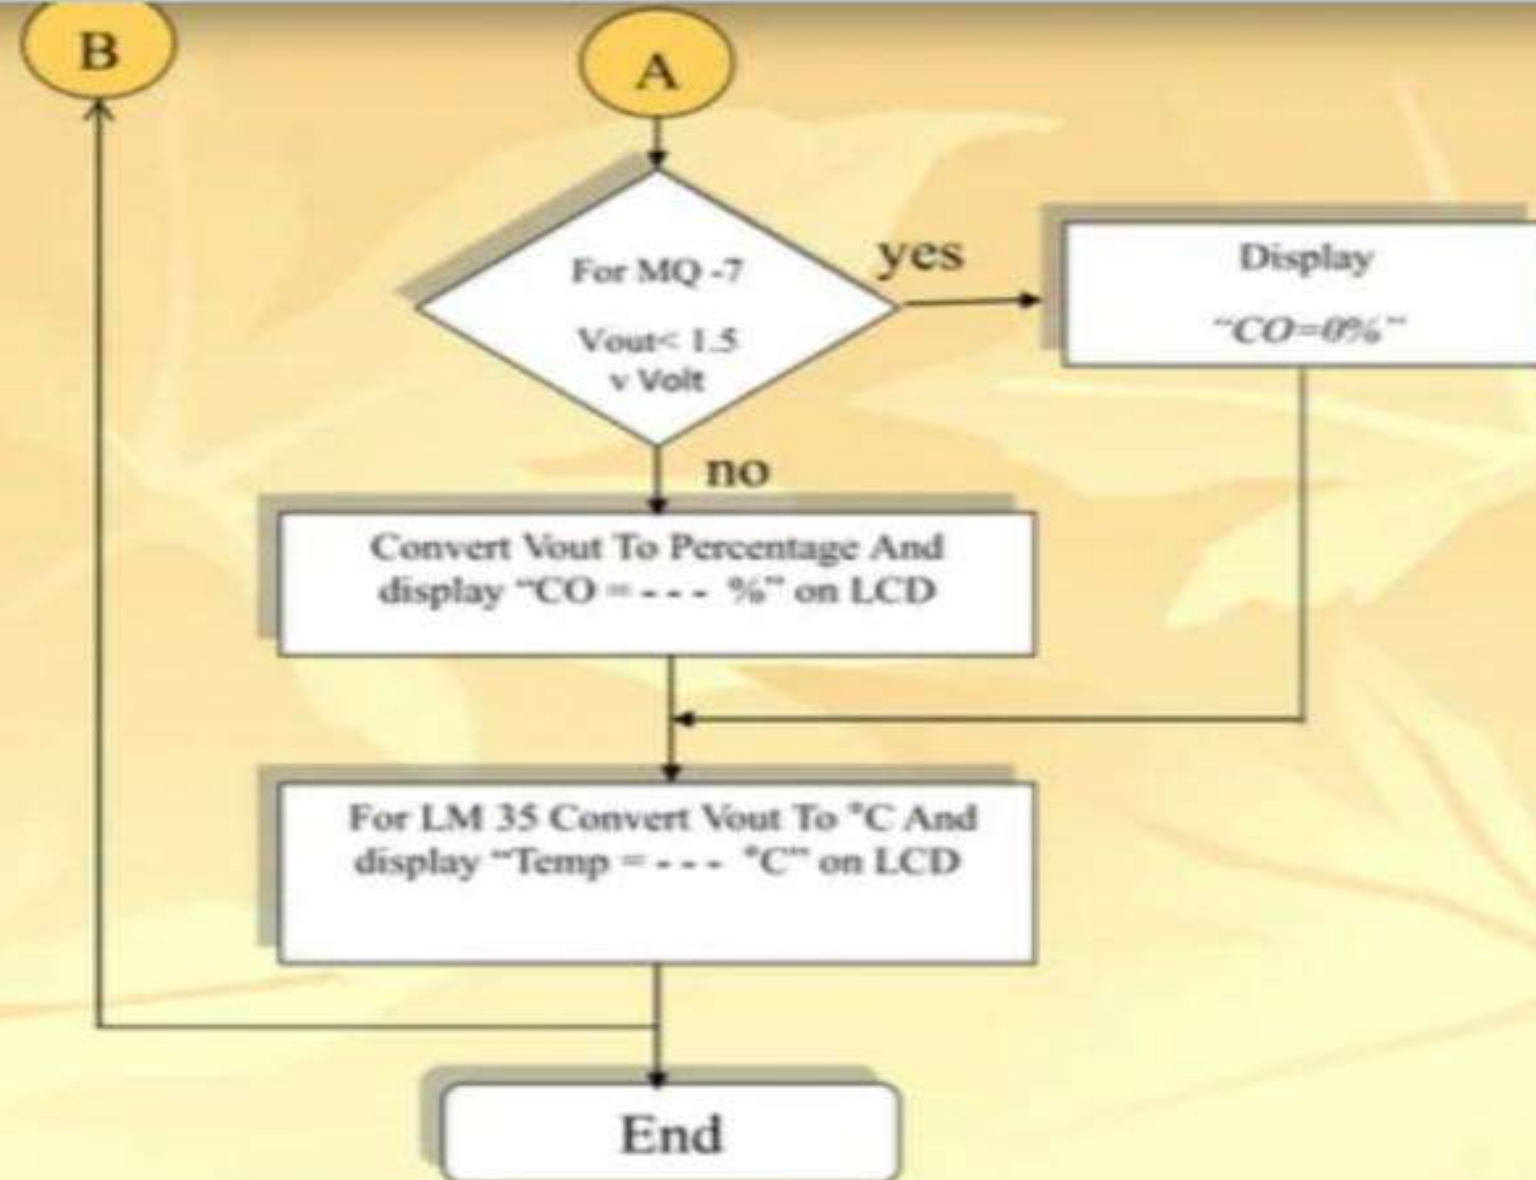 B
A
For MQ -7
Vout< 1.5
v Volt
yes
Display
“CO=0%”
no
Convert Vout To Percentage And
display “CO = - - - %” on LCD
For LM 35 Convert Vout To °C And
display “Temp = - - - °C” on LCD
End